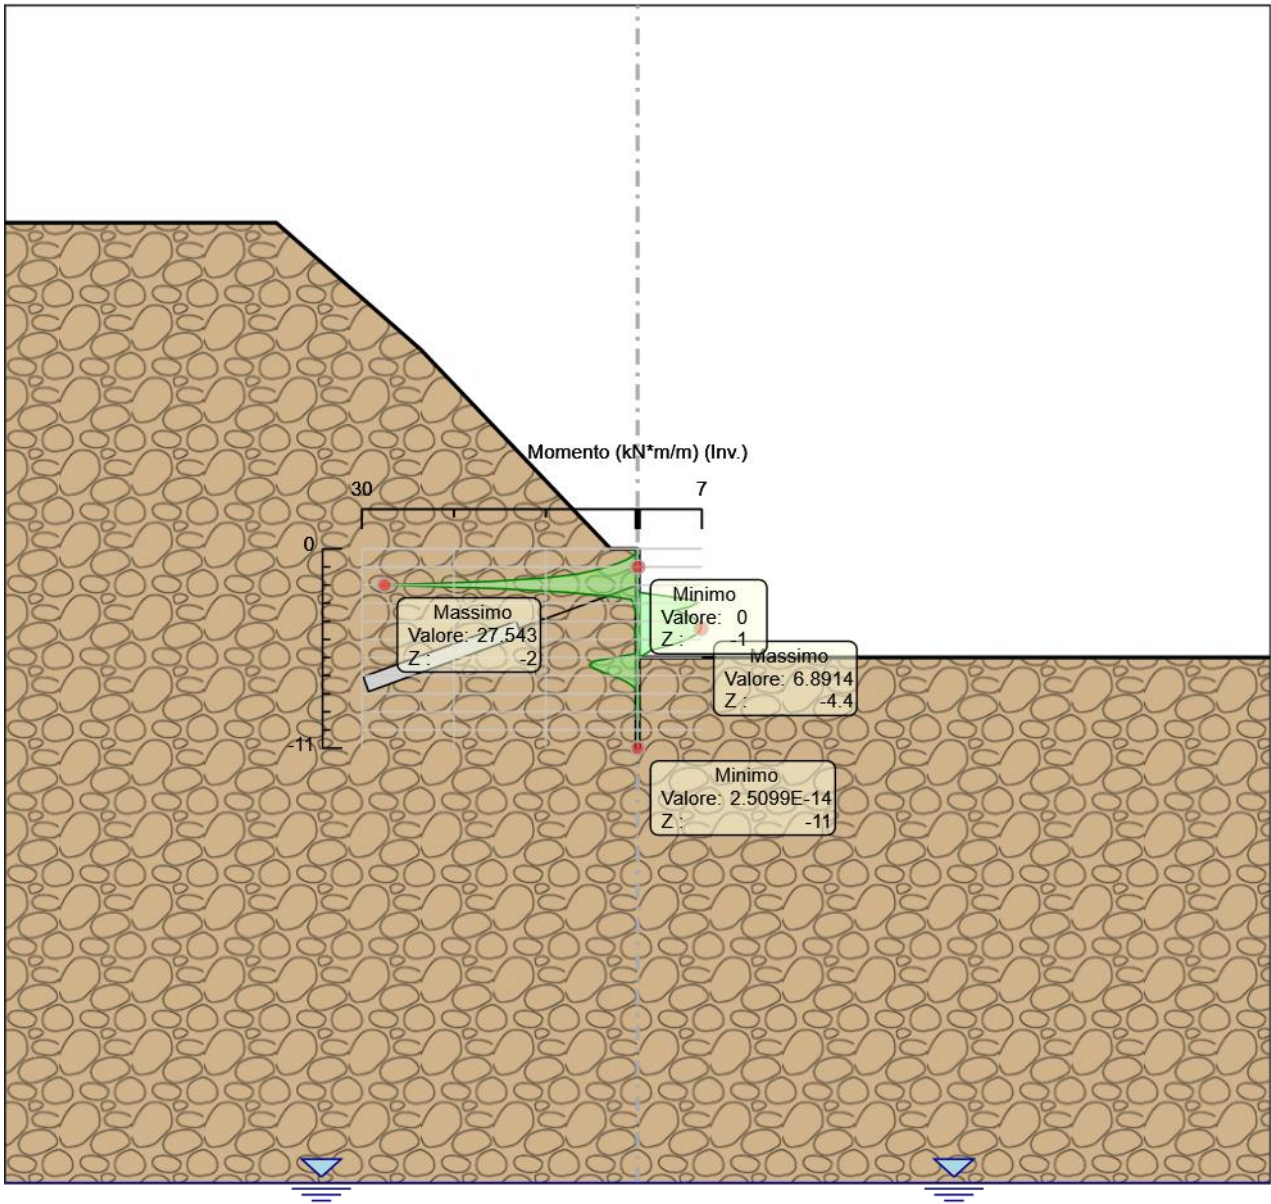 Momento (kN*m/m) (Inv.)
30
7
0
Minimo
Valore: 0
Z : -1
Massimo
Valore: 27.543
Z : -2
Massimo
Valore: 6.8914
Z : -4.4
-11
Minimo
Valore: 2.5099E-14
Z : -11